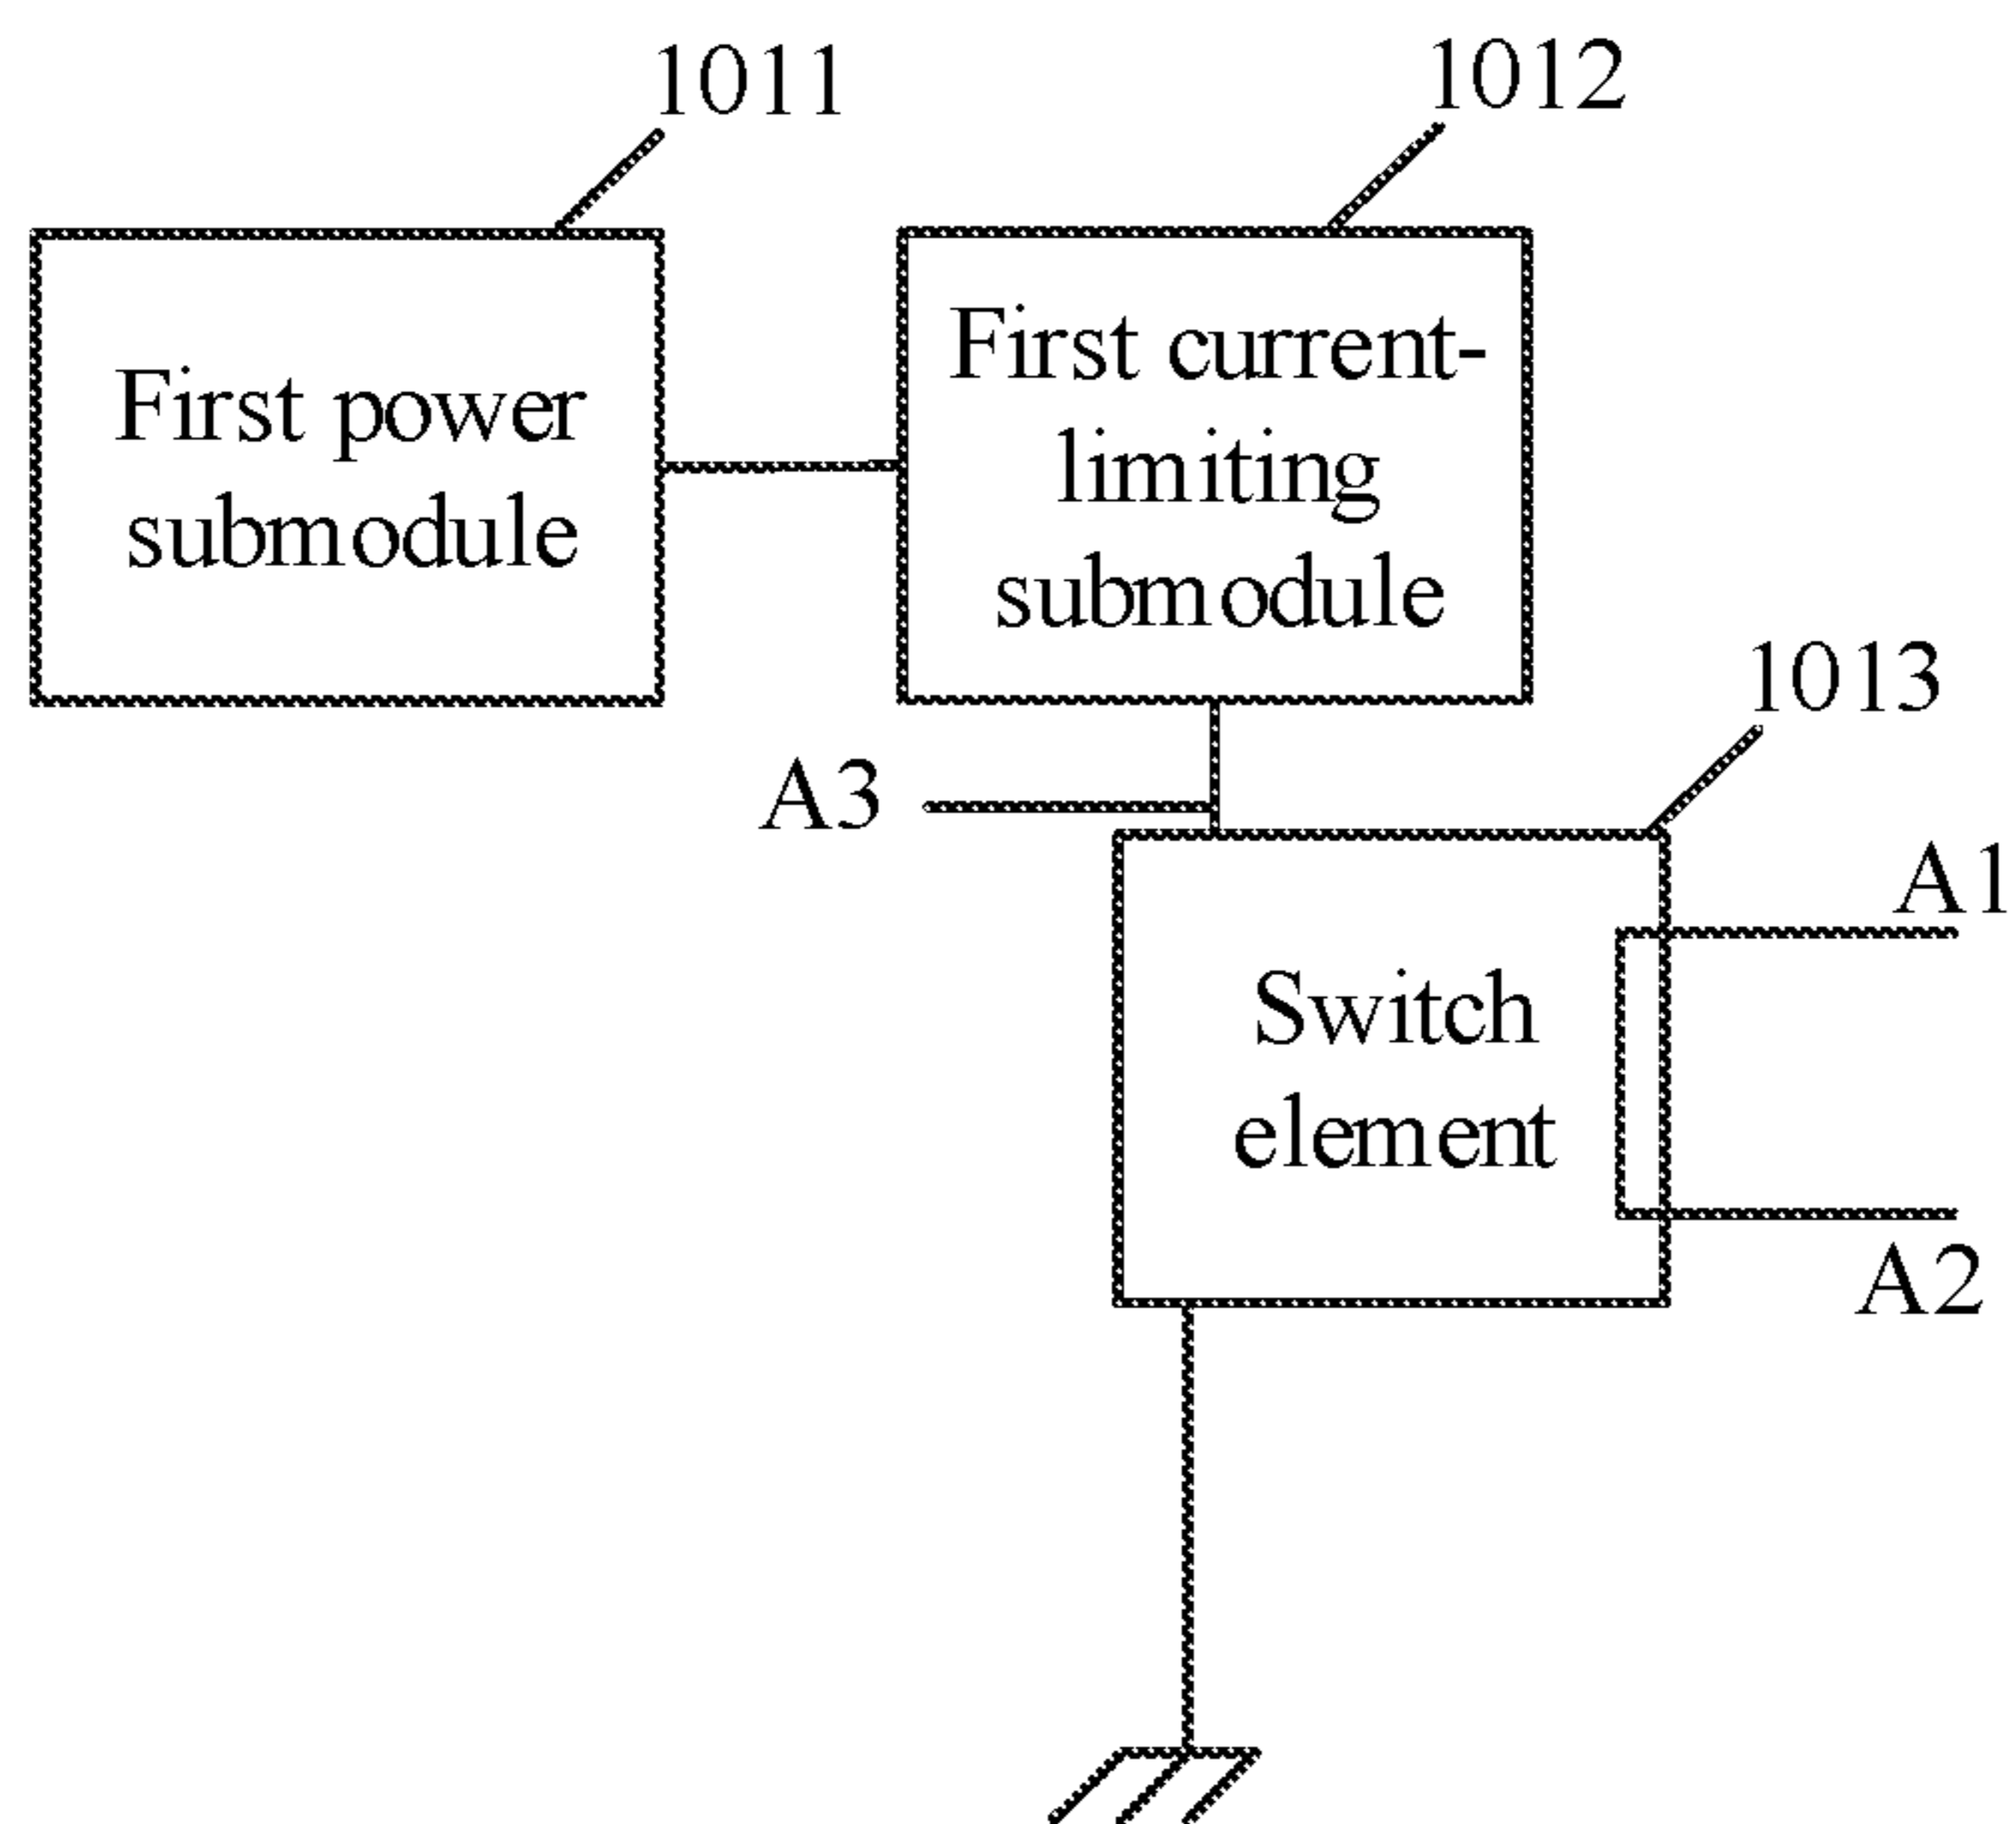 1011
1012
First power
submodule
First current-
limiting
submodule
1013
A3
A1
Switch
element
A2